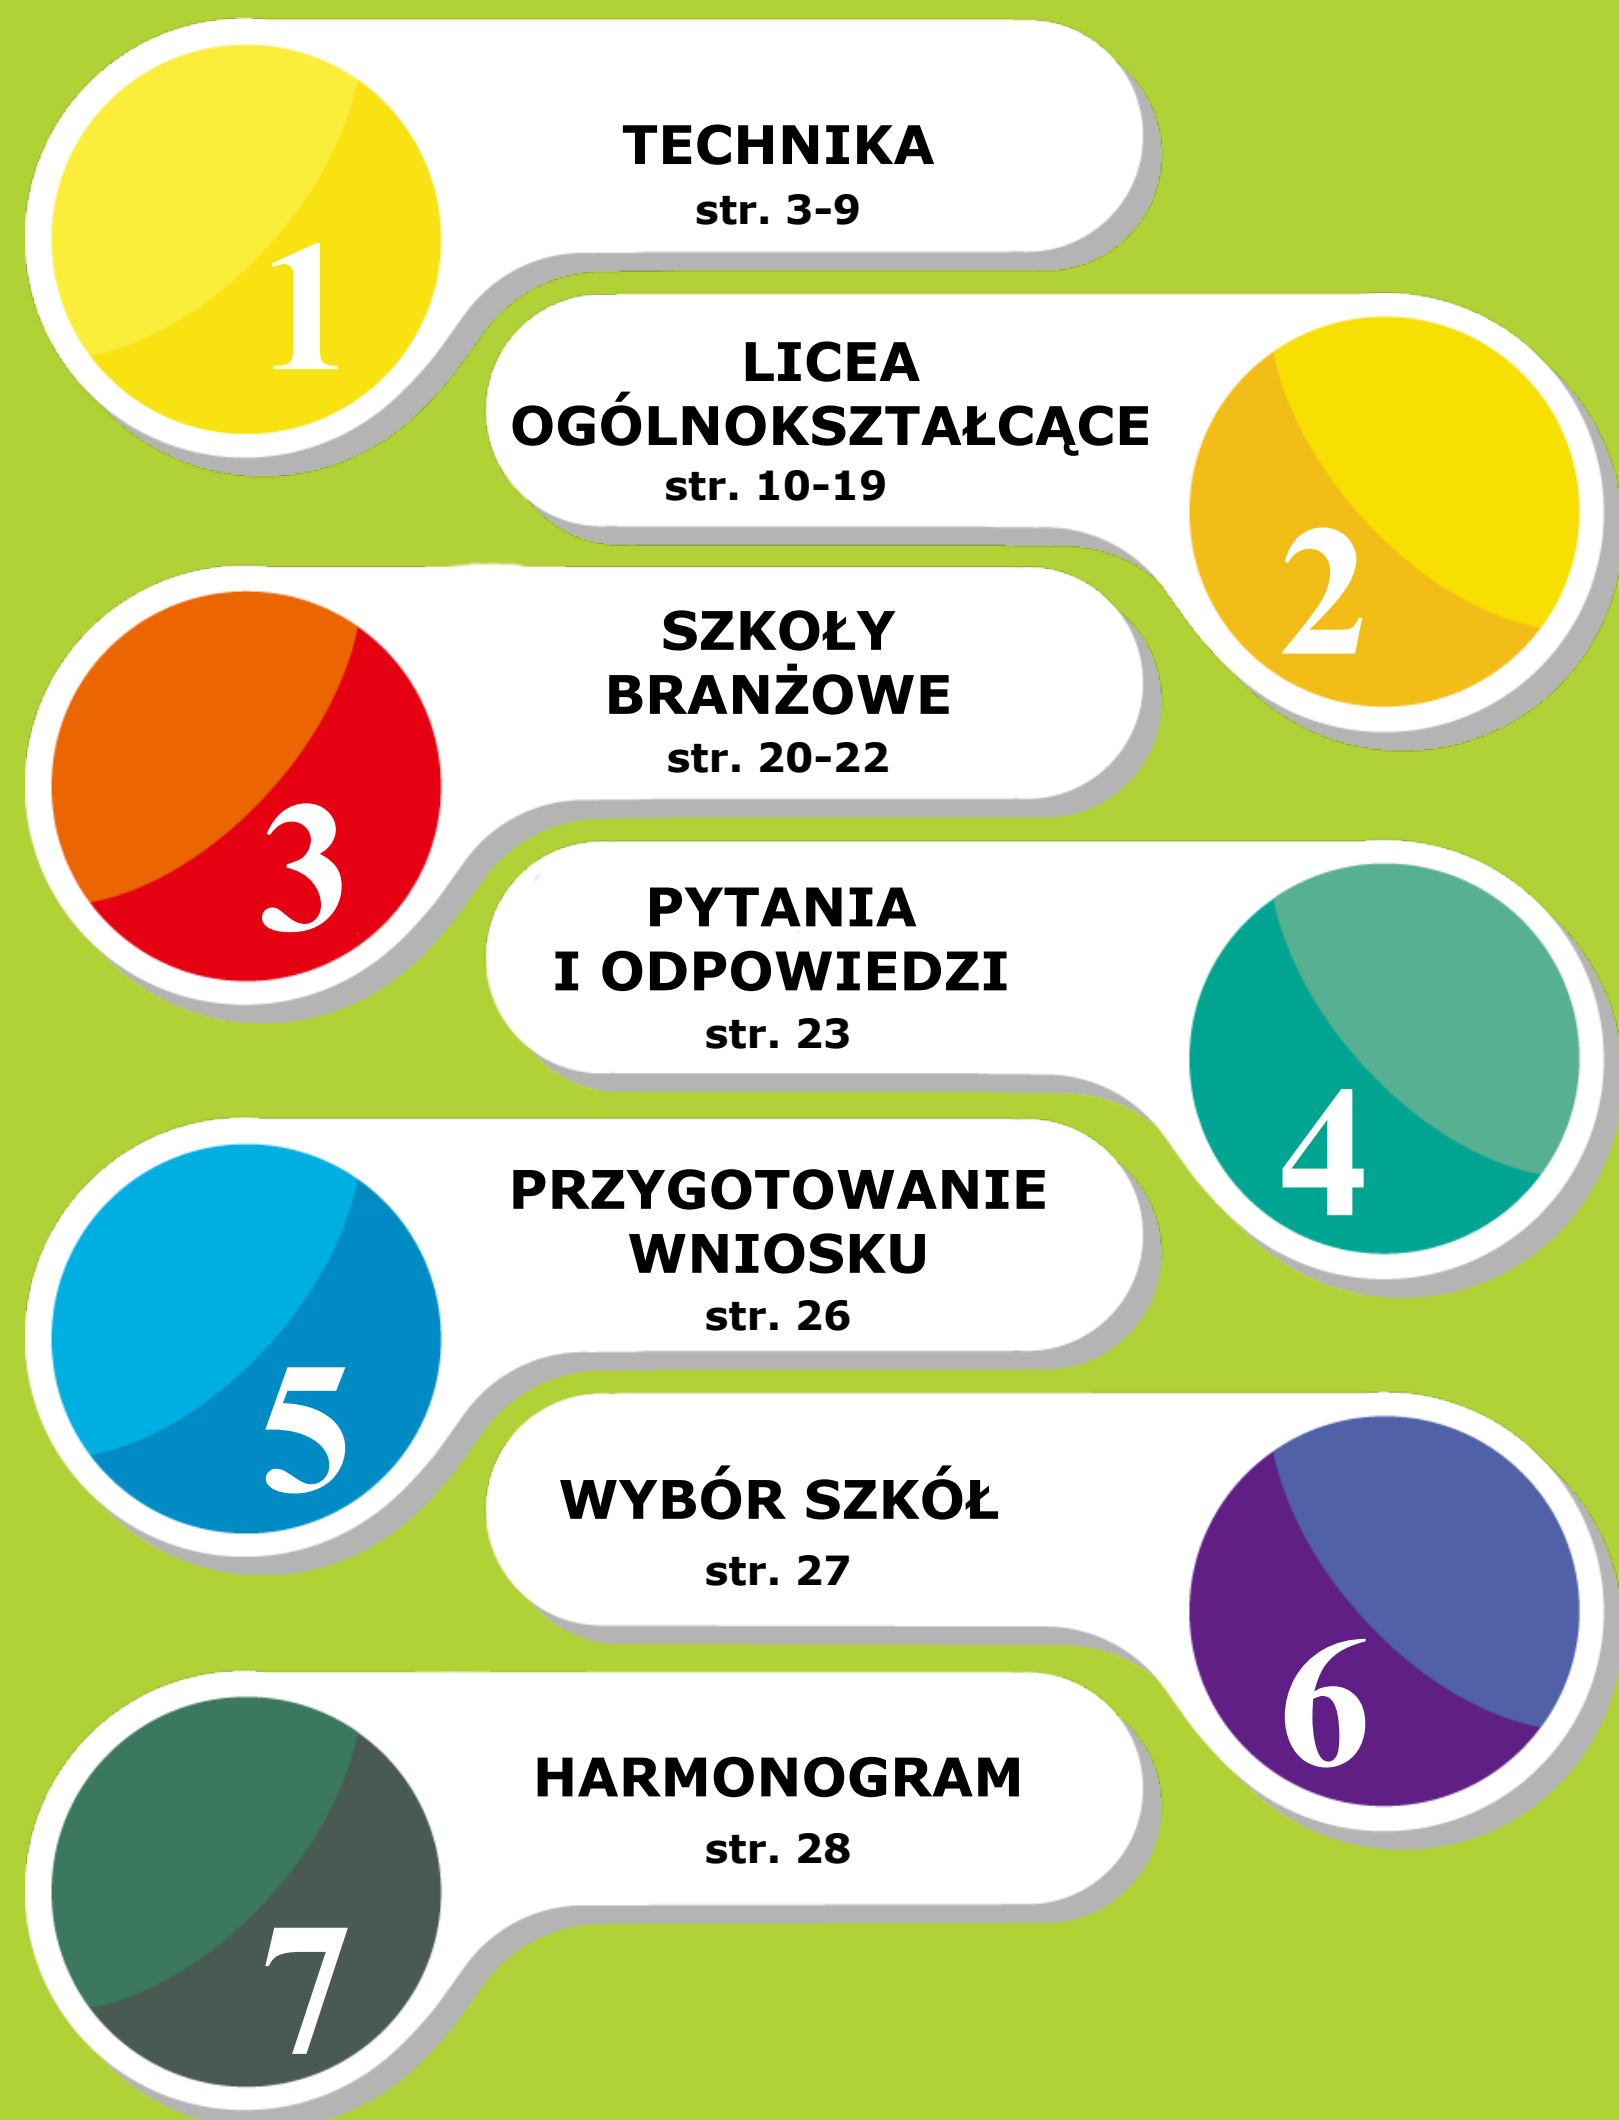 1
TECHNIKA
str. 3-9
2
LICEA
OGÓLNOKSZTAŁCĄCE
str. 10-19
3
SZKOŁY
BRANŻOWE
str. 20-22
4
PYTANIA
I ODPOWIEDZI
str. 23
5
PRZYGOTOWANIE
WNIOSKU
str. 26
6
WYBÓR SZKÓŁ
str. 27
7
HARMONOGRAM
str. 28